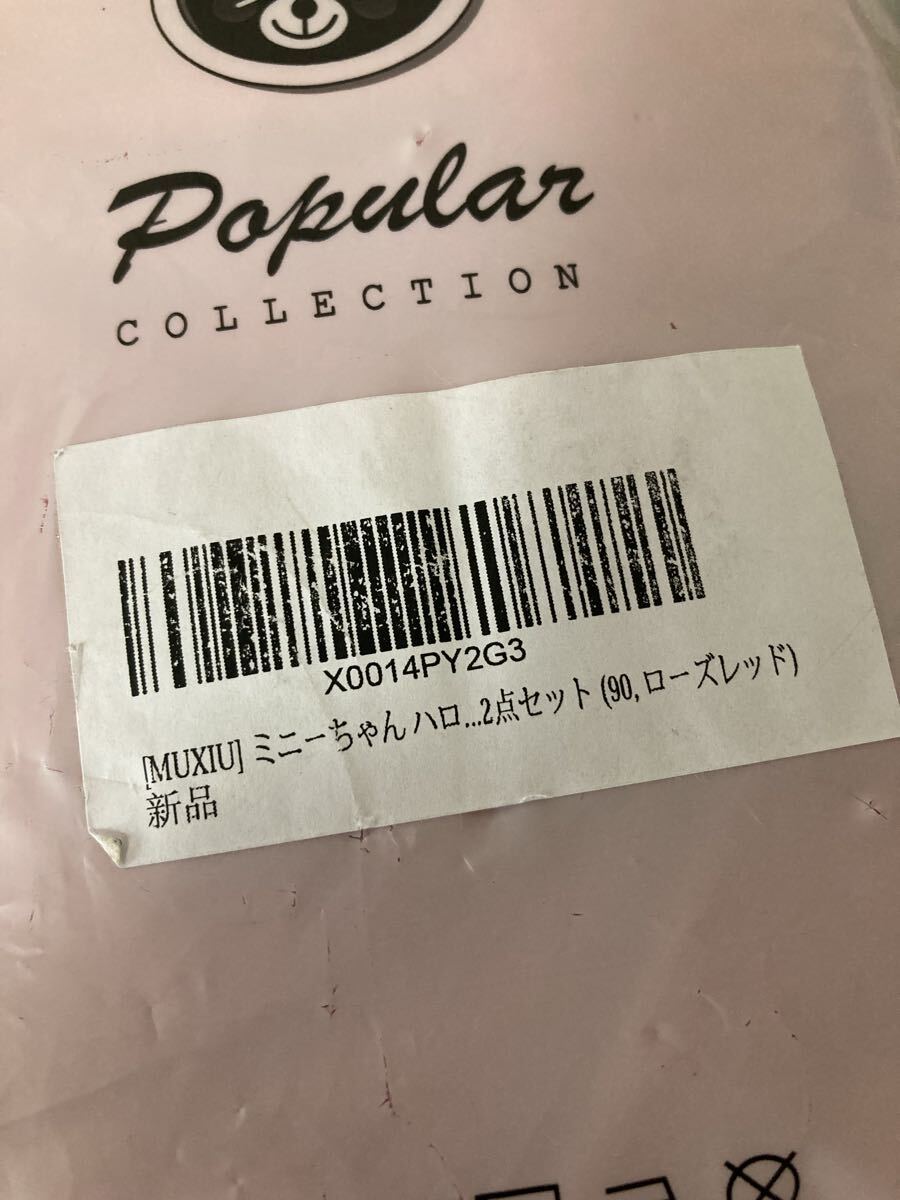 Popular
COLLECTION
X0014PY2G3
[MUXIU] ミニーちゃん ハロ...2点セット (90, ローズレッド)
新品